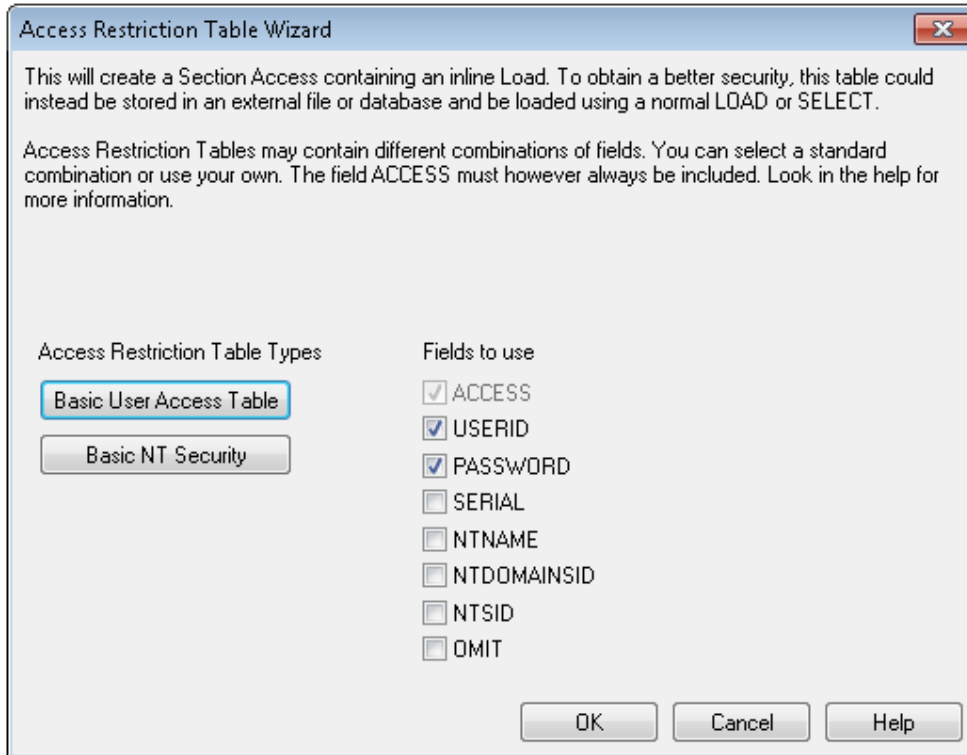 Access Restriction Table Wizard
This will create a Section Access containing an inline Load. To obtain a better security, this table could
instead be stored in an external file or database and be loaded using a normal LOAD or SELECT.
Access Restriction Tables may contain different combinations of fields. You can select a standard
combination or use your own. The field ACCESS must however always be included. Look in the help for
more information.
Access Restriction Table Types
Basic User Access Table
Basic NT Security
Fields to use
ACCESS
USERID
PASSWORD
SERIAL
NTNAME
NTDOMAINSID
NTSID
OMIT
OK
Cancel
Help